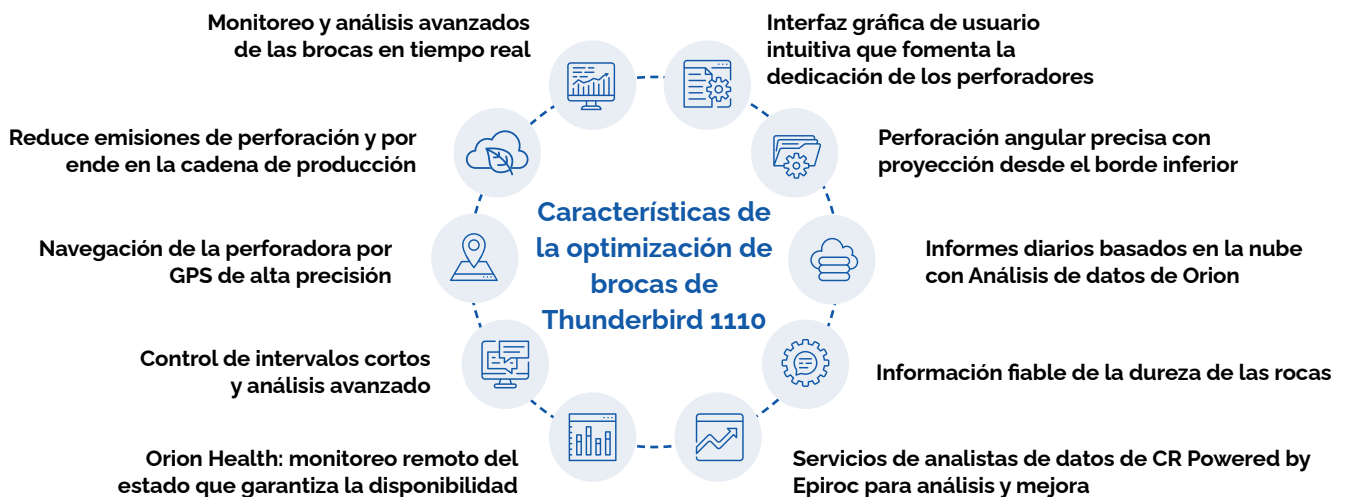 Monitoreo y análisis avanzados
de las brocas en tiempo real
Interfaz gráfica de usuario
intuitiva que fomenta la
dedicación de los perforadores
Reduce emisiones de perforación y por
ende en la cadena de producción
Perforación angular precisa con
proyección desde el borde inferior
Características de
la optimización de
brocas de
Thunderbird 1110
Navegación de la perforadora por
GPS de alta precisión
Informes diarios basados en la nube
con Análisis de datos de Orion
Control de intervalos cortos
y análisis avanzado
Información fiable de la dureza de las rocas
Orion Health: monitoreo remoto del
estado que garantiza la disponibilidad
Servicios de analistas de datos de CR Powered by
Epiroc para análisis y mejora